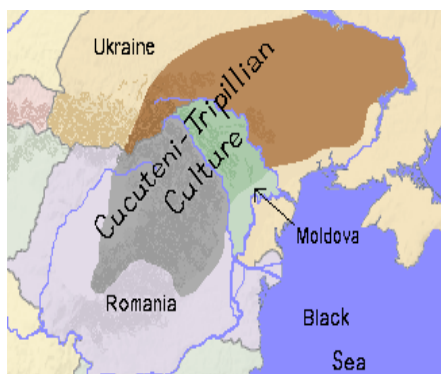 Ukraine
Cucuteni-Tripillian
Culture
Moldova
Romania
Black
Sea